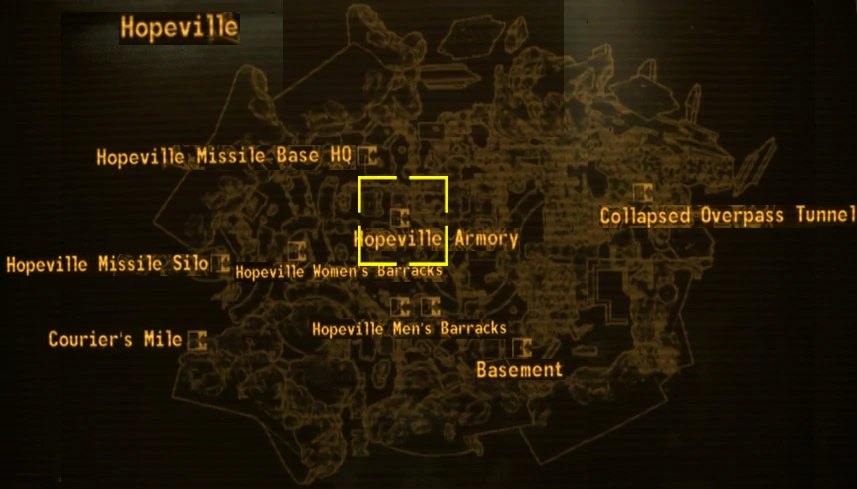 Hopeville
Hopeville Missile Base HQ
Collapsed Overpass Tunnel
Hopeville Armory
Hopeville Missile Silo
Hopeville Women's Barracks
Hopeville Men's Barracks
Courier's Mile
Basement